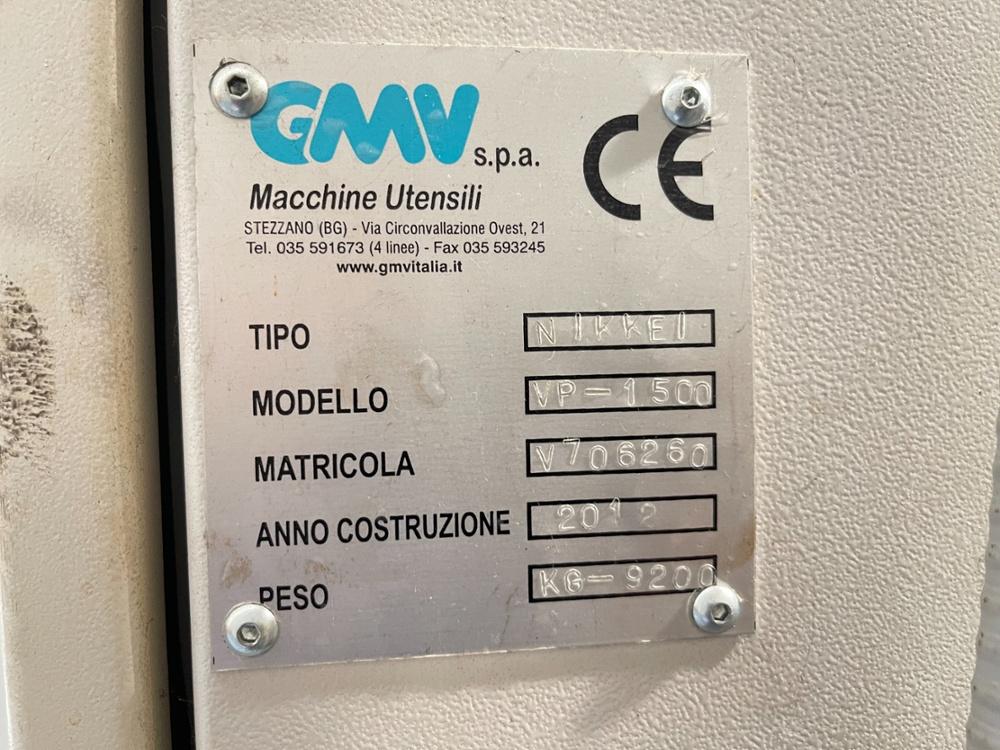 GMV s.p.a.
CE
Macchine Utensili
STEZZANO (BG) - Via Circonvallazione Ovest, 21
Tel. 035 591673 (4 linee) - Fax 035 593245
www.gmvitalia.it
TIPO NIKKEI
MODELLO VP-1500
MATRICOLA V706260
ANNO COSTRUZIONE 2012
PESO KG-9200